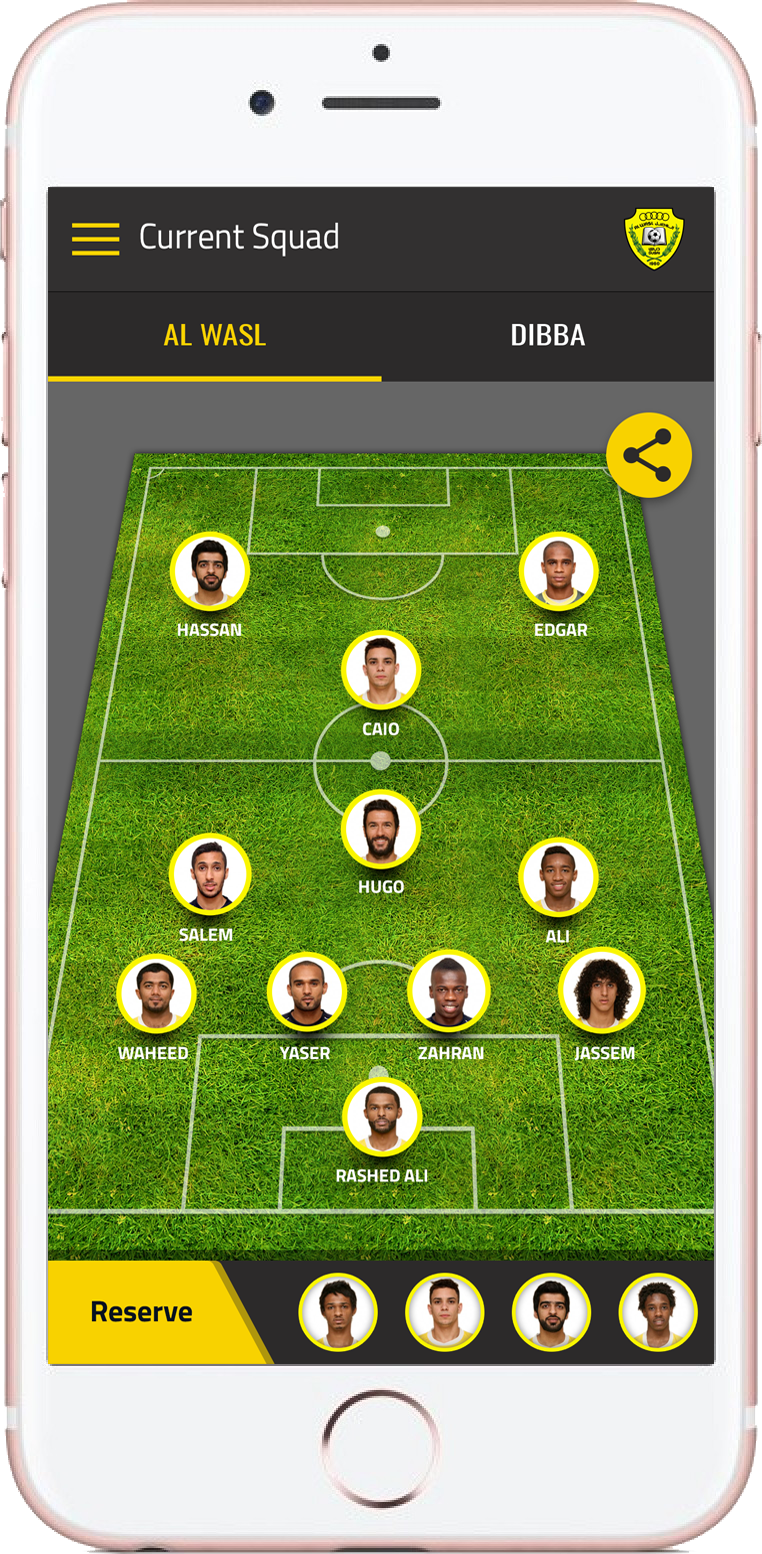 Current Squad
AL WASL
DIBBA
HASSAN
EDGAR
CAIO
HUGO
SALEM
ALI
WAHEED
YASER
ZAHRAN
JASSEM
RASHED ALI
Reserve